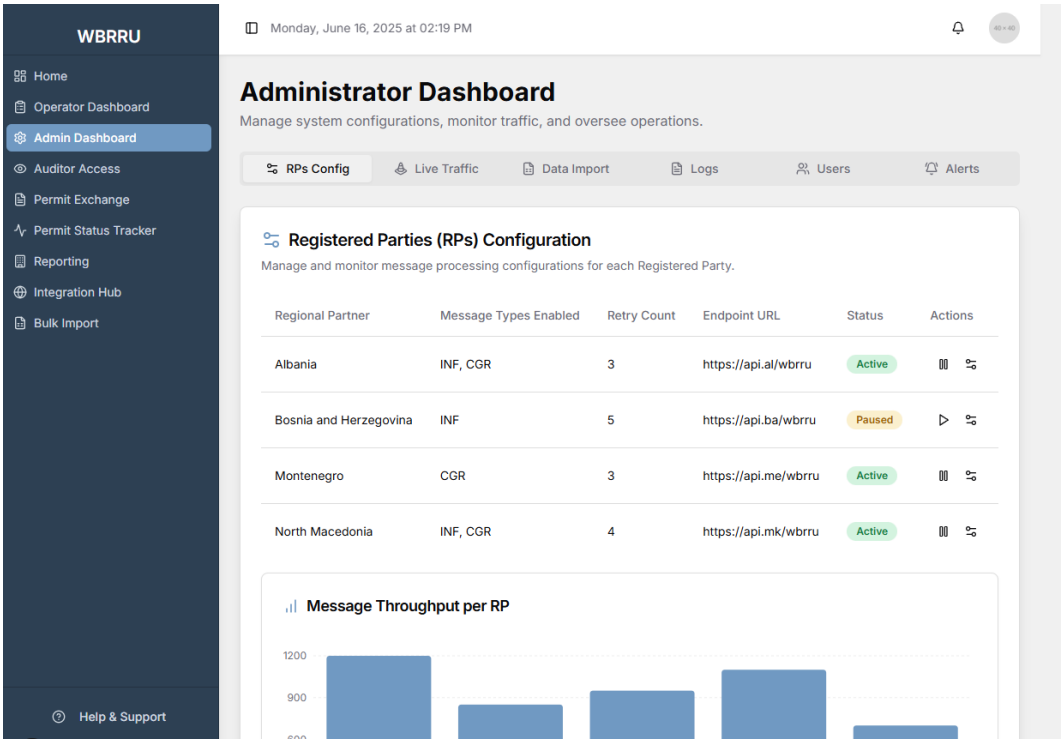 WBRRU
Home
Operator Dashboard
Admin Dashboard
Auditor Access
Permit Exchange
Permit Status Tracker
Reporting
Integration Hub
Bulk Import
Help & Support
Monday, June 16, 2025 at 02:19 PM
40 × 40
Administrator Dashboard
Manage system configurations, monitor traffic, and oversee operations.
RPs Config Live Traffic Data Import Logs Users Alerts
Registered Parties (RPs) Configuration
Manage and monitor message processing configurations for each Registered Party.
Regional Partner Message Types Enabled Retry Count Endpoint URL Status Actions
Albania INF, CGR 3 https://api.al/wbrru Active
Bosnia and Herzegovina INF 5 https://api.ba/wbrru Paused
Montenegro CGR 3 https://api.me/wbrru Active
North Macedonia INF, CGR 4 https://api.mk/wbrru Active
Message Throughput per RP
1200
900
600